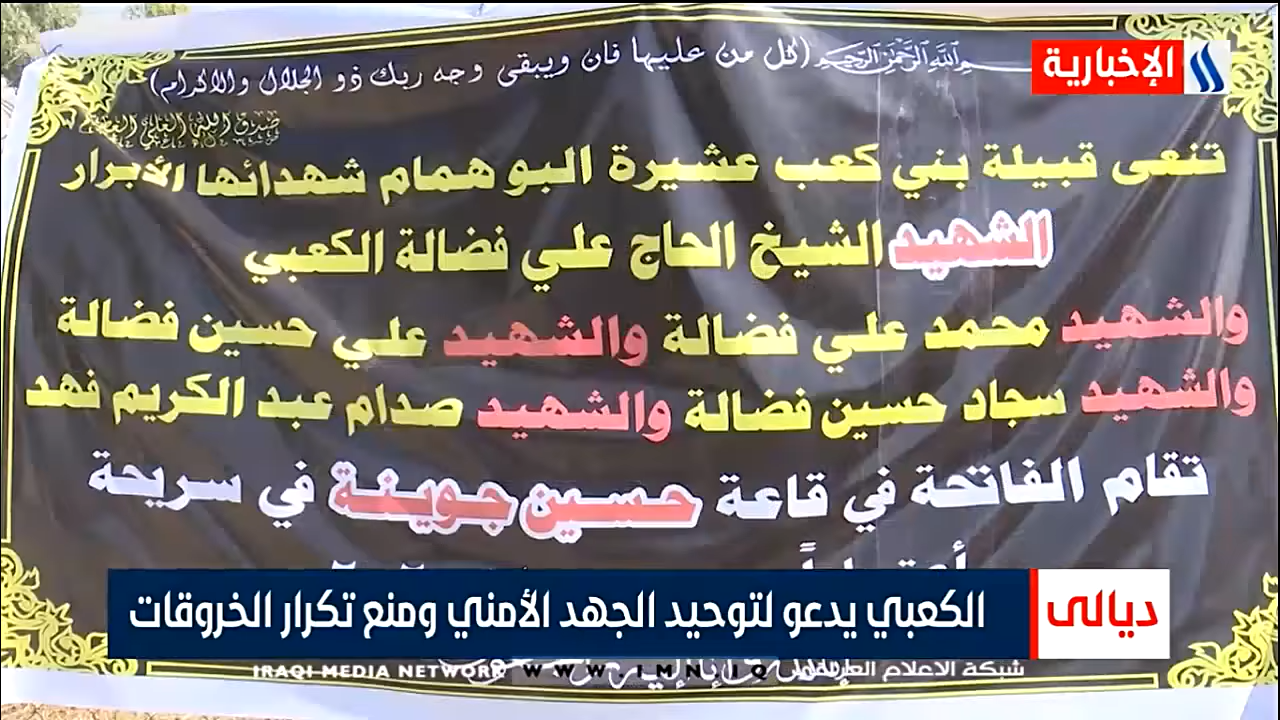 بسم الله الرحمن الرحيم (كل من عليها فان ويبقى وجه ربك ذو الجلال والاكرام)
صدق الله العلي العظيم
الإخبارية
تنعى قبيلة بني كعب عشيرة البو همام شهدائها الأبرار
الشهيد الشيخ الحاج علي فضالة الكعبي
والشهيد محمد علي فضالة والشهيد علي حسين فضالة
والشهيد سجاد حسين فضالة والشهيد صدام عبد الكريم فهد
تقام الفاتحة في قاعة حسين جوينة في سريحة
ديالى
الكعبي يدعو لتوحيد الجهد الأمني ومنع تكرار الخروقات
IRAQI MEDIA NETWORK WWW.IMN.IQ شبكة الاعلام العراقي